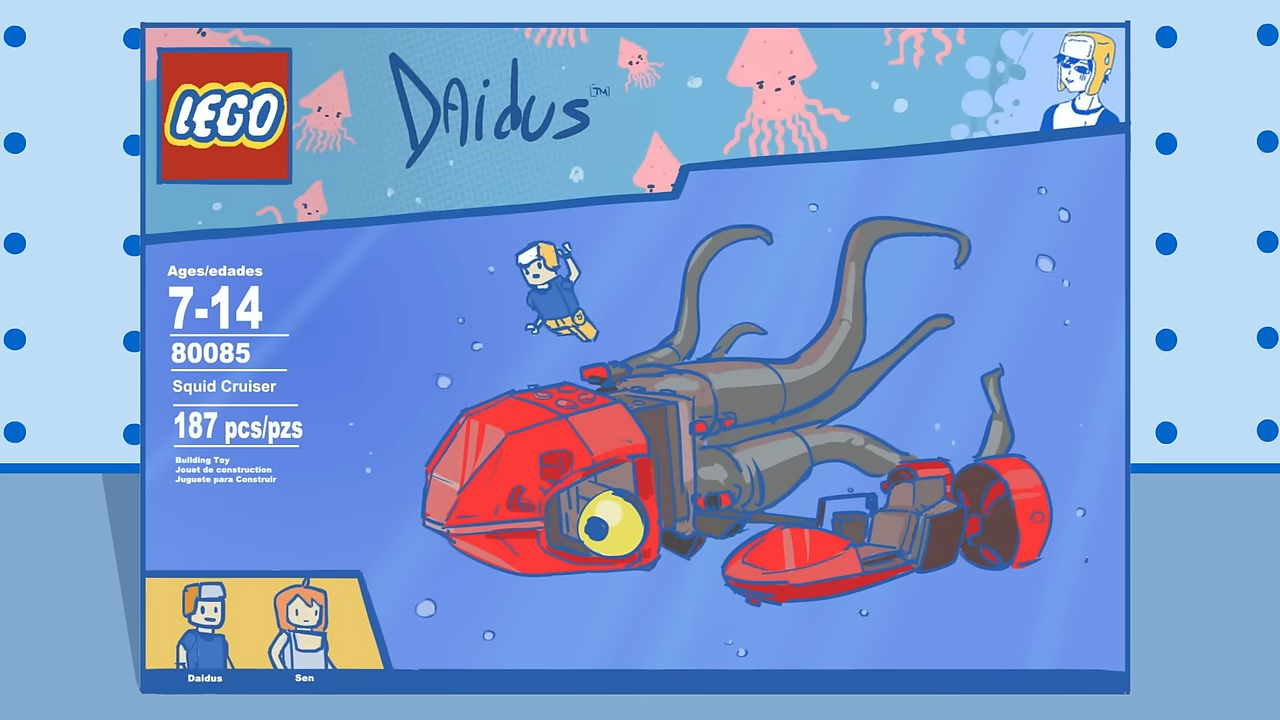 LEGO
DAidus [TM]
Ages/edades
7-14
80085
Squid Cruiser
187 pcs/pzs
Building Toy
Jouet de construction
Juguete para Construir
Daidus
Sen